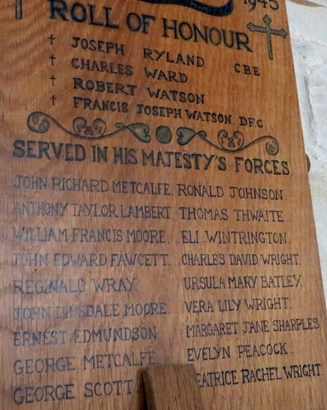 1945
ROLL OF HONOUR
† JOSEPH RYLAND CBE
† CHARLES WARD
† ROBERT WATSON
† FRANCIS JOSEPH WATSON. DFC
SERVED IN HIS MAJESTY'S FORCES.
JOHN RICHARD METCALFE. RONALD JOHNSON.
ANTHONY TAYLOR LAMBERT THOMAS THWAITE.
WILLIAM FRANCIS MOORE. ELI WINTRINGTON.
JOHN EDWARD FAWCETT. CHARLES DAVID WRIGHT.
REGINALD WRAY. URSULA MARY BATLEY.
JOHN DINSDALE MOORE VERA LILY WRIGHT.
ERNEST EDMUNDSON MARGARET JANE SHARPLES
GEORGE METCALFE EVELYN PEACOCK.
GEORGE SCOTT EATRICE RACHEL WRIGHT.